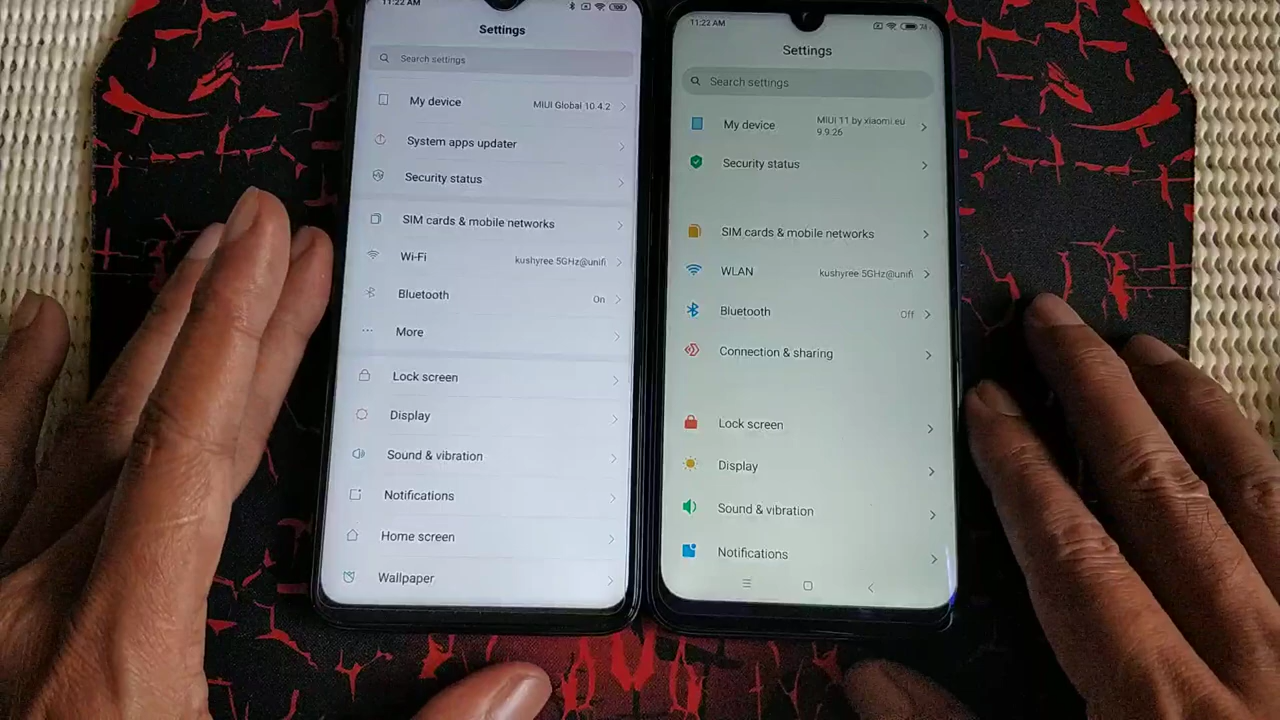 11:22 AM
Settings
Search settings
My device
MIUI Global 10.4.2
System apps updater
Security status
SIM cards & mobile networks
Wi-Fi
kushyree 5GHz@unifi
Bluetooth
On
More
Lock screen
Display
Sound & vibration
Notifications
Home screen
Wallpaper
11:22 AM
Settings
Search settings
My device
MIUI 11 by xiaomi.eu
9.9.26
Security status
SIM cards & mobile networks
WLAN
kushyree 5GHz@unifi
Bluetooth
Off
Connection & sharing
Lock screen
Display
Sound & vibration
Notifications